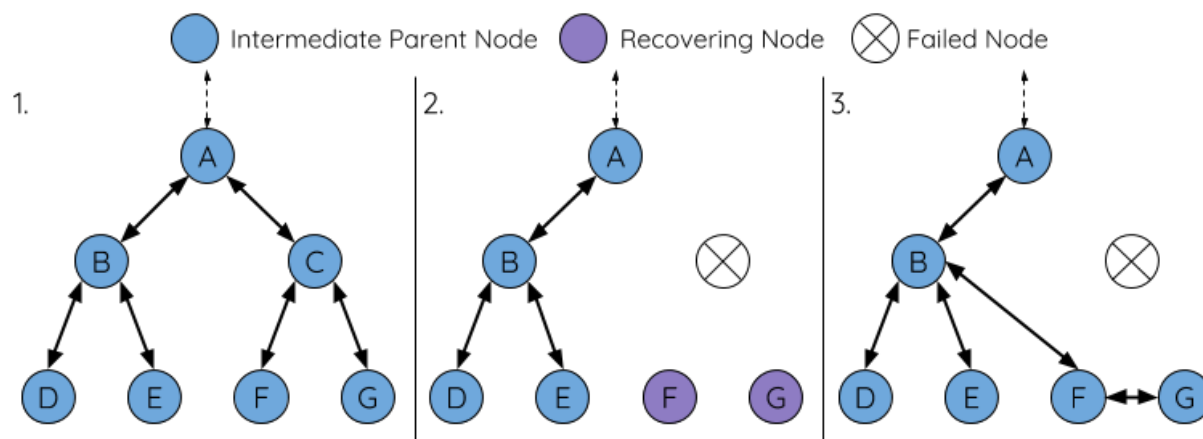 Intermediate Parent Node Recovering Node Failed Node
1. 2. 3.
A A A
B C B B
D E F G D E F G D E F G